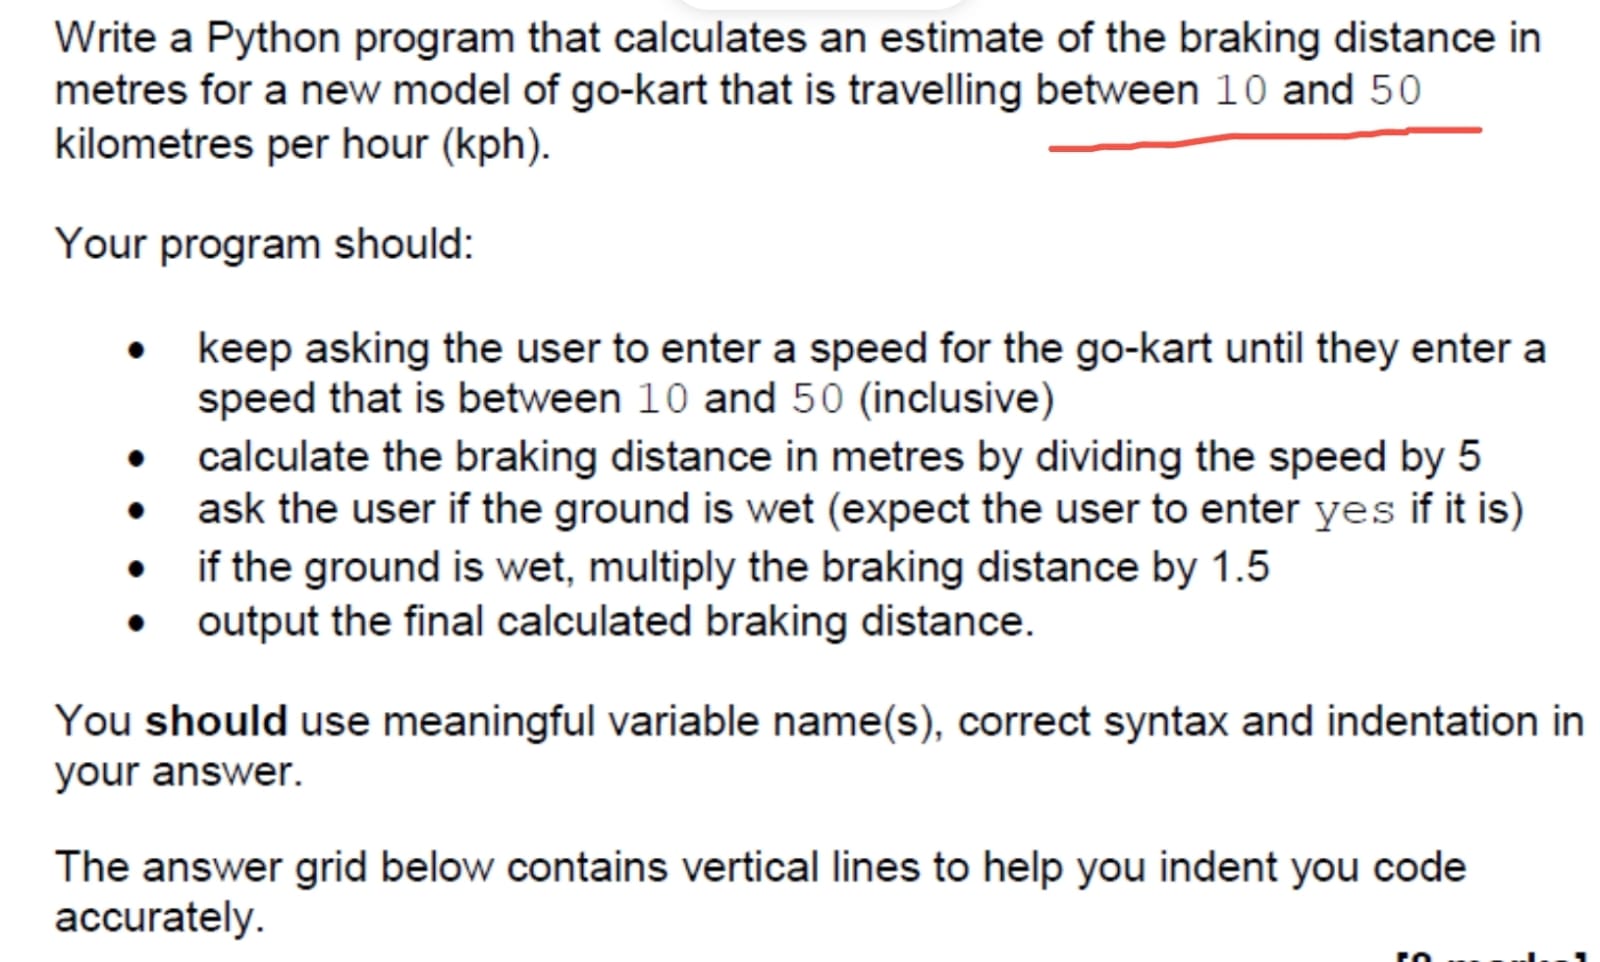 Write a Python program that calculates an estimate of the braking distance in
metres for a new model of go-kart that is travelling between 10 and 50
kilometres per hour (kph).
Your program should:
• keep asking the user to enter a speed for the go-kart until they enter a
speed that is between 10 and 50 (inclusive)
• calculate the braking distance in metres by dividing the speed by 5
• ask the user if the ground is wet (expect the user to enter yes if it is)
• if the ground is wet, multiply the braking distance by 1.5
• output the final calculated braking distance.
You should use meaningful variable name(s), correct syntax and indentation in
your answer.
The answer grid below contains vertical lines to help you indent you code
accurately.